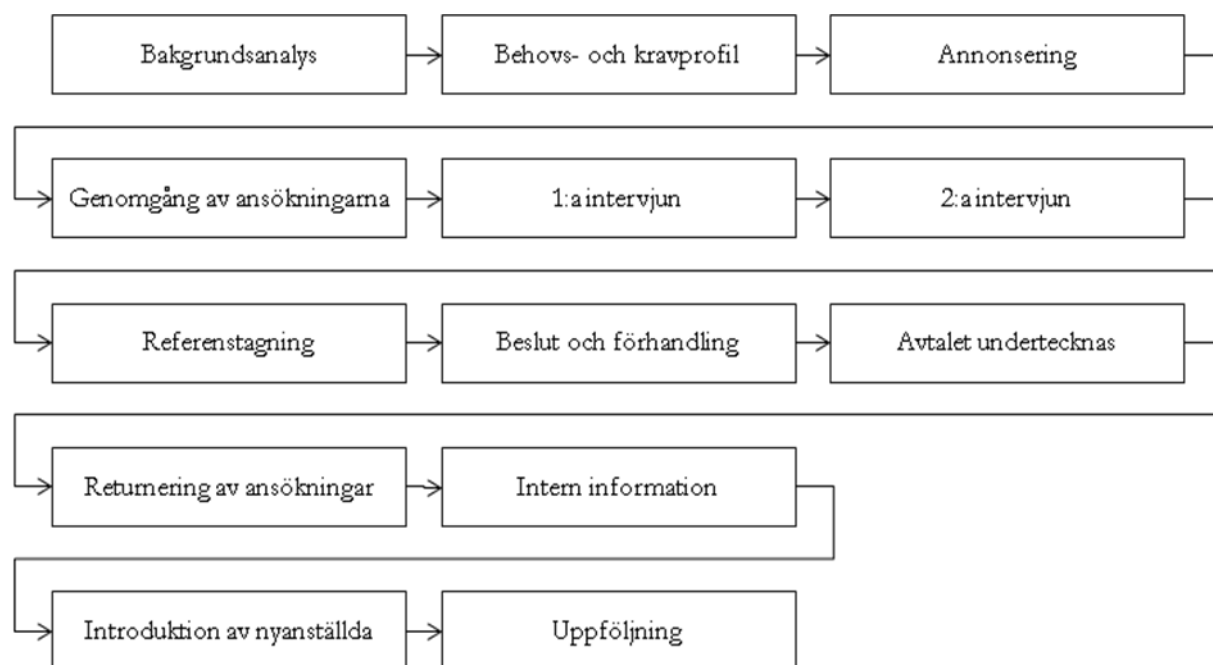 Bakgrundsanalys
Behovs- och kravprofil
Annonsering
Genomgång av ansökningarna
1:a intervjun
2:a intervjun
Referenstagning
Beslut och förhandling
Avtalet undertecknas
Returnering av ansökningar
Intern information
Introduktion av nyanställda
Uppföljning